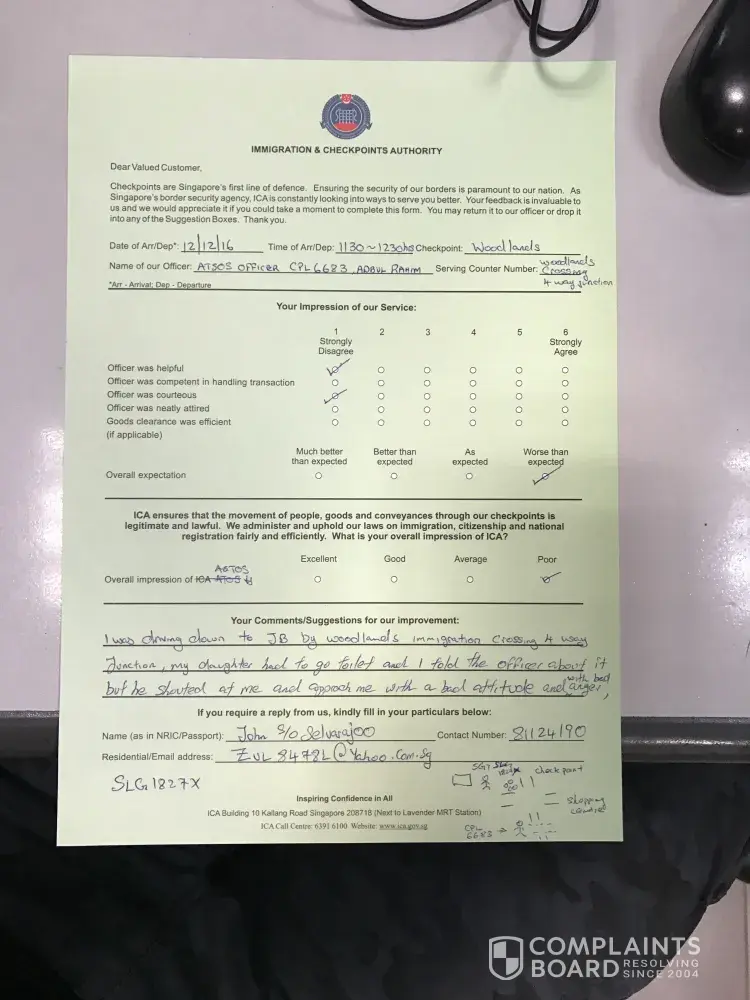 IMMIGRATION & CHECKPOINTS AUTHORITY
Dear Valued Customer,
Checkpoints are Singapore's first line of defence. Ensuring the security of our borders is paramount to our nation. As
Singapore's border security agency, ICA is constantly looking into ways to serve you better. Your feedback is invaluable to
us and we would appreciate it if you could take a moment to complete this form. You may return it to our officer or drop it
into any of the Suggestion Boxes. Thank you.
Date of Arr/Dep*: 12/12/16 Time of Arr/Dep: 1130~1230hs Checkpoint: Woodlands
Name of our Officer: ATSOS OFFICER CPL 6683, ADBUL RAHIM Serving Counter Number: Woodlands Crossing 4 way junction
*Arr - Arrival; Dep - Departure
Your Impression of our Service:
1 2 3 4 5 6
Strongly Disagree Strongly Agree
Officer was helpful
Officer was competent in handling transaction
Officer was courteous
Officer was neatly attired
Goods clearance was efficient
(if applicable)
Much better than expected Better than expected As expected Worse than expected
Overall expectation
ICA ensures that the movement of people, goods and conveyances through our checkpoints is
legitimate and lawful. We administer and uphold our laws on immigration, citizenship and national
registration fairly and efficiently. What is your overall impression of ICA?
Excellent Good Average Poor
AETOS
Overall impression of ICA ATOS
Your Comments/Suggestions for our improvement:
I was driving down to JB by woodlands immigration Crossing 4 way
Junction, my daughter had to go toilet and I told the officer about it
but he shouted at me and approch me with a bad attitude and with bad anger,
If you require a reply from us, kindly fill in your particulars below:
Name (as in NRIC/Passport): John S/O Selvarajoo Contact Number: 81124190
Residential/Email address: ZUL8478L@Yahoo.Com.Sg
SLG1827X
check point
shopping centre
CPL 6683
Inspiring Confidence in All
ICA Building 10 Kallang Road Singapore 208718 (Next to Lavender MRT Station)
ICA Call Centre: 6391 6100 Website: www.ica.gov.sg
COMPLAINTS
BOARD RESOLVING SINCE 2004